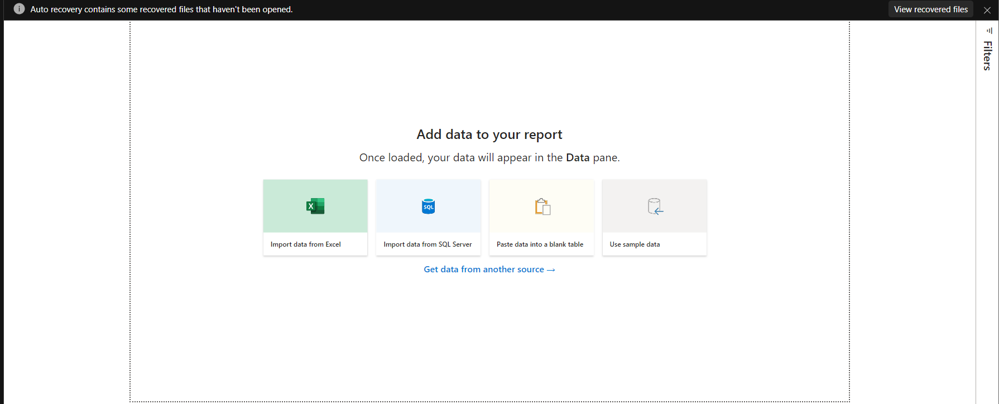 Auto recovery contains some recovered files that haven't been opened.
View recovered files
Filters
Add data to your report
Once loaded, your data will appear in the Data pane.
X
SQL
Import data from Excel
Import data from SQL Server
Paste data into a blank table
Use sample data
Get data from another source →